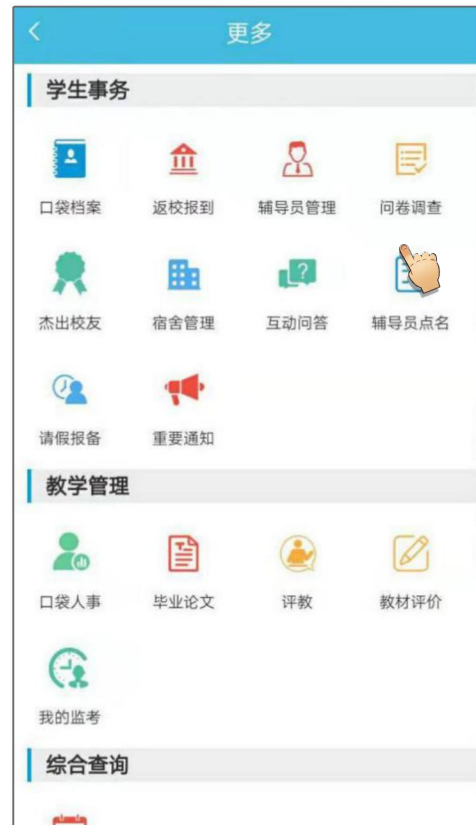 更多
学生事务
口袋档案 返校报到 辅导员管理 问卷调查
杰出校友 宿舍管理 互动问答 辅导员点名
请假报备 重要通知
教学管理
口袋人事 毕业论文 评教 教材评价
我的监考
综合查询